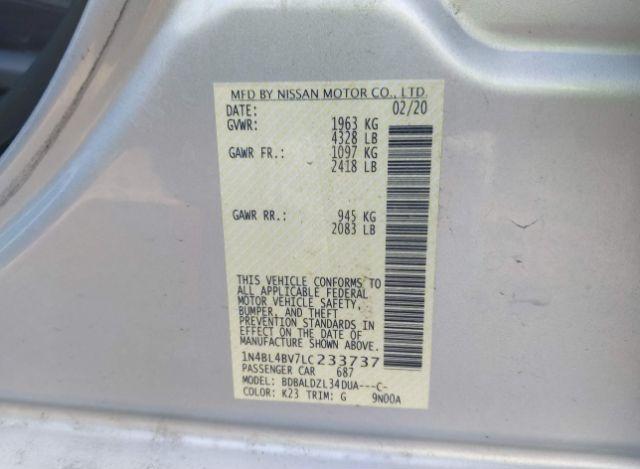 MFD BY NISSAN MOTOR CO., LTD.
DATE: 02/20
GVWR: 1963 KG
4328 LB
GAWR FR.: 1097 KG
2418 LB
GAWR RR.: 945 KG
2083 LB
THIS VEHICLE CONFORMS TO
ALL APPLICABLE FEDERAL
MOTOR VEHICLE SAFETY,
BUMPER, AND THEFT
PREVENTION STANDARDS IN
EFFECT ON THE DATE OF
MANUFACTURE SHOWN ABOVE.
1N4BL4BV7LC233737
PASSENGER CAR 687
MODEL: BDBALDZL34DUA---C-
COLOR: K23 TRIM: G 9N00A